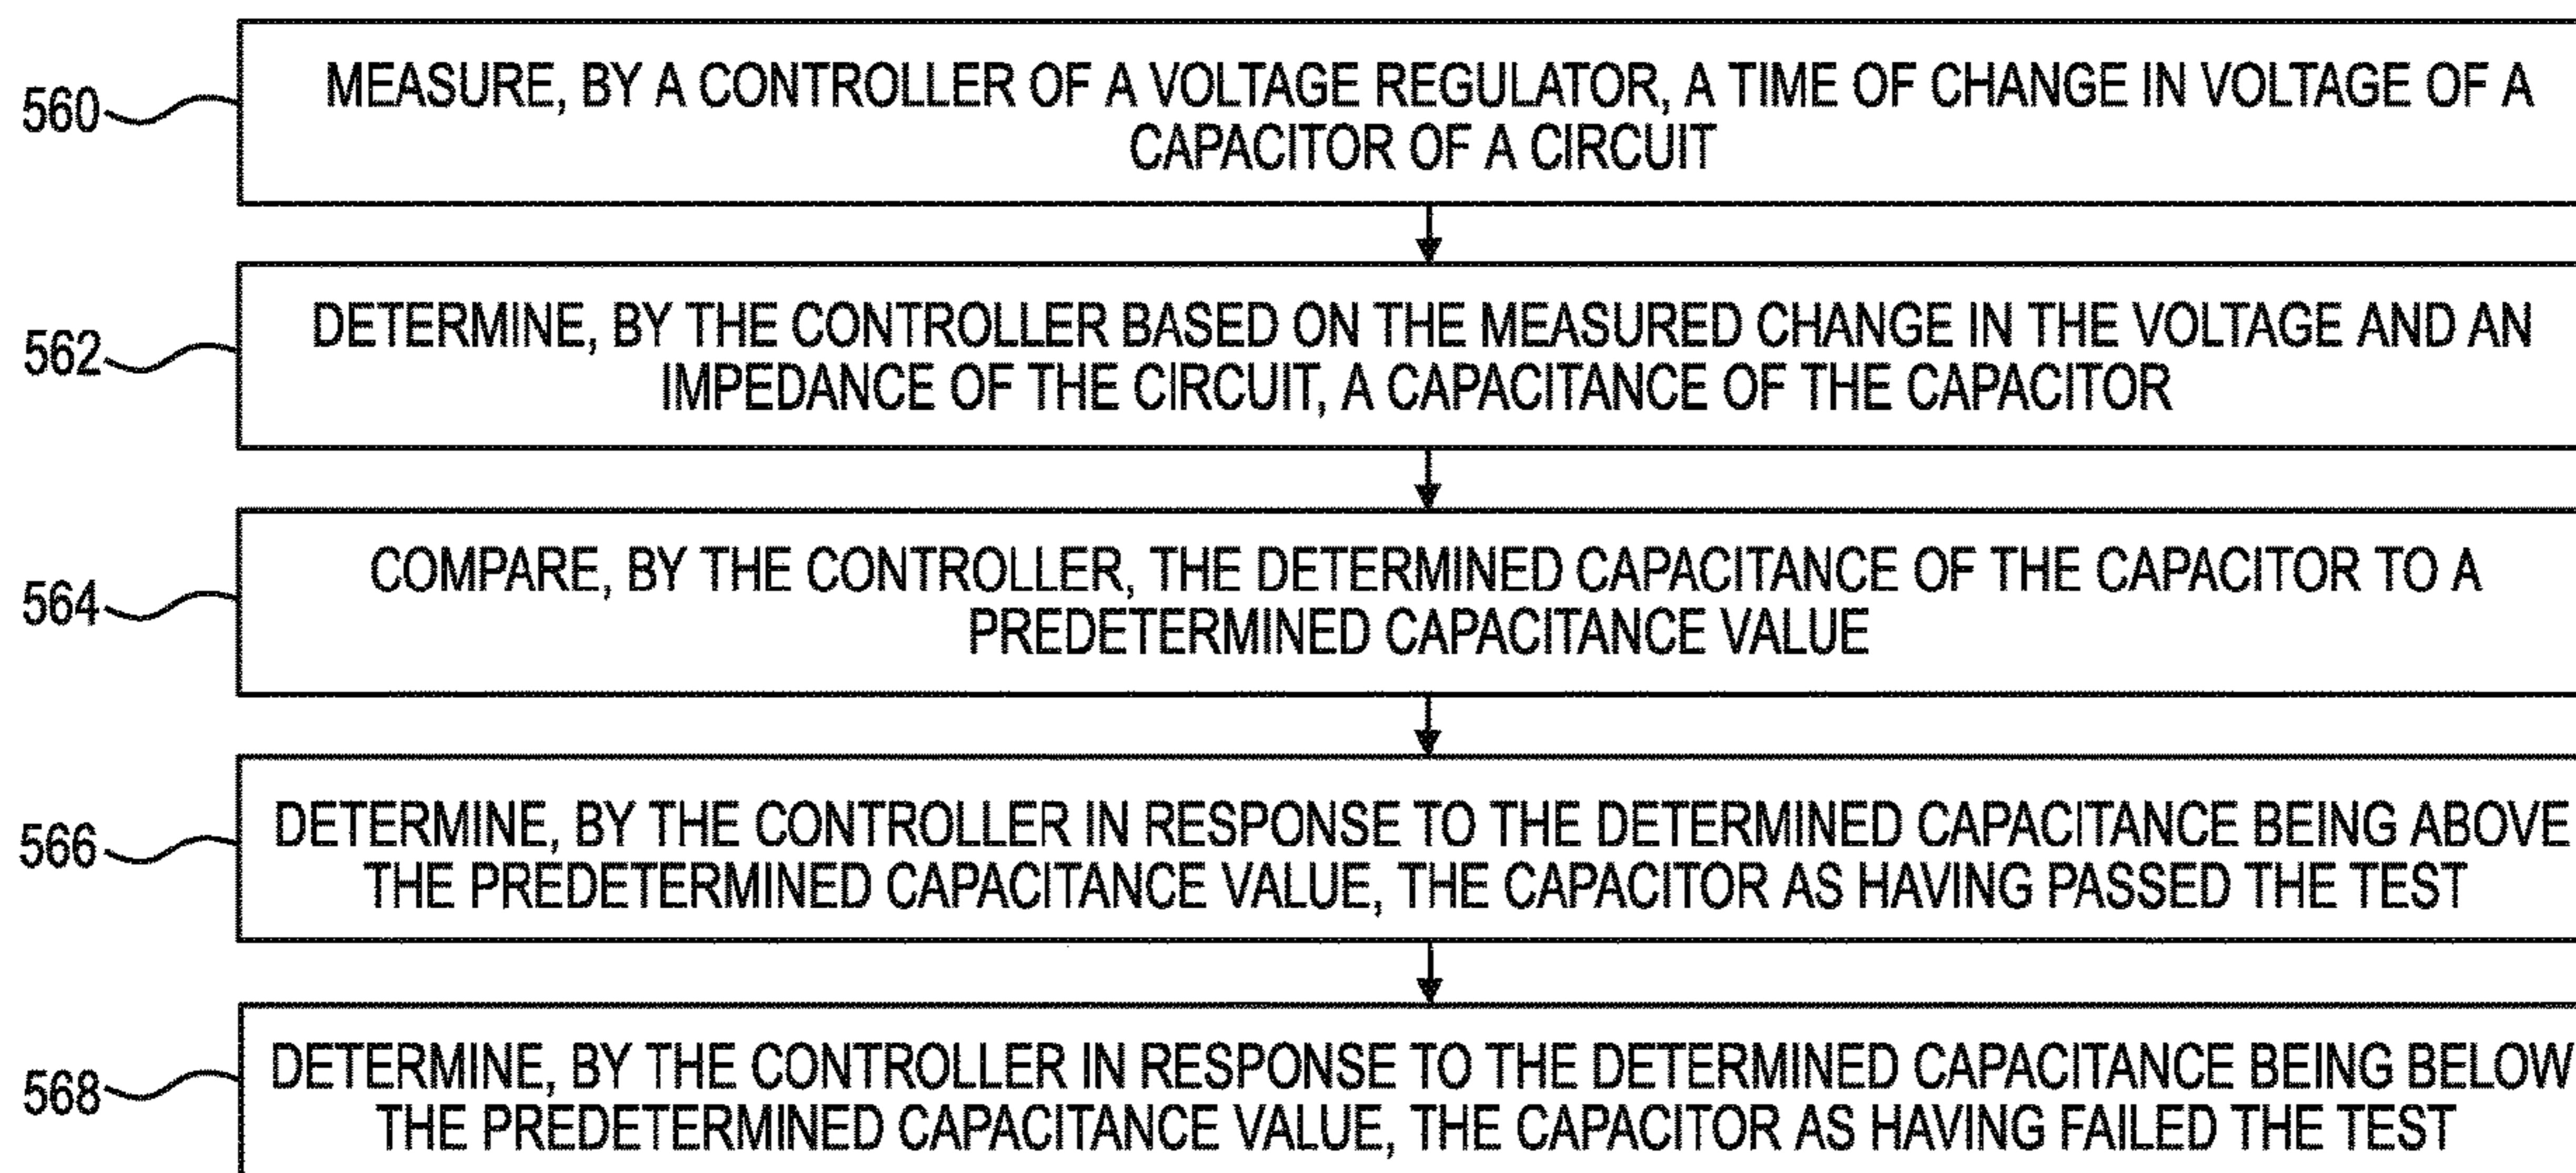 560
MEASURE, BY A CONTROLLER OF A VOLTAGE REGULATOR, A TIME OF CHANGE IN VOLTAGE OF A
CAPACITOR OF A CIRCUIT
562
DETERMINE, BY THE CONTROLLER BASED ON THE MEASURED CHANGE IN THE VOLTAGE AND AN
IMPEDANCE OF THE CIRCUIT, A CAPACITANCE OF THE CAPACITOR
564
COMPARE, BY THE CONTROLLER, THE DETERMINED CAPACITANCE OF THE CAPACITOR TO A
PREDETERMINED CAPACITANCE VALUE
566
DETERMINE, BY THE CONTROLLER IN RESPONSE TO THE DETERMINED CAPACITANCE BEING ABOVE
THE PREDETERMINED CAPACITANCE VALUE, THE CAPACITOR AS HAVING PASSED THE TEST
568
DETERMINE, BY THE CONTROLLER IN RESPONSE TO THE DETERMINED CAPACITANCE BEING BELOW
THE PREDETERMINED CAPACITANCE VALUE, THE CAPACITOR AS HAVING FAILED THE TEST